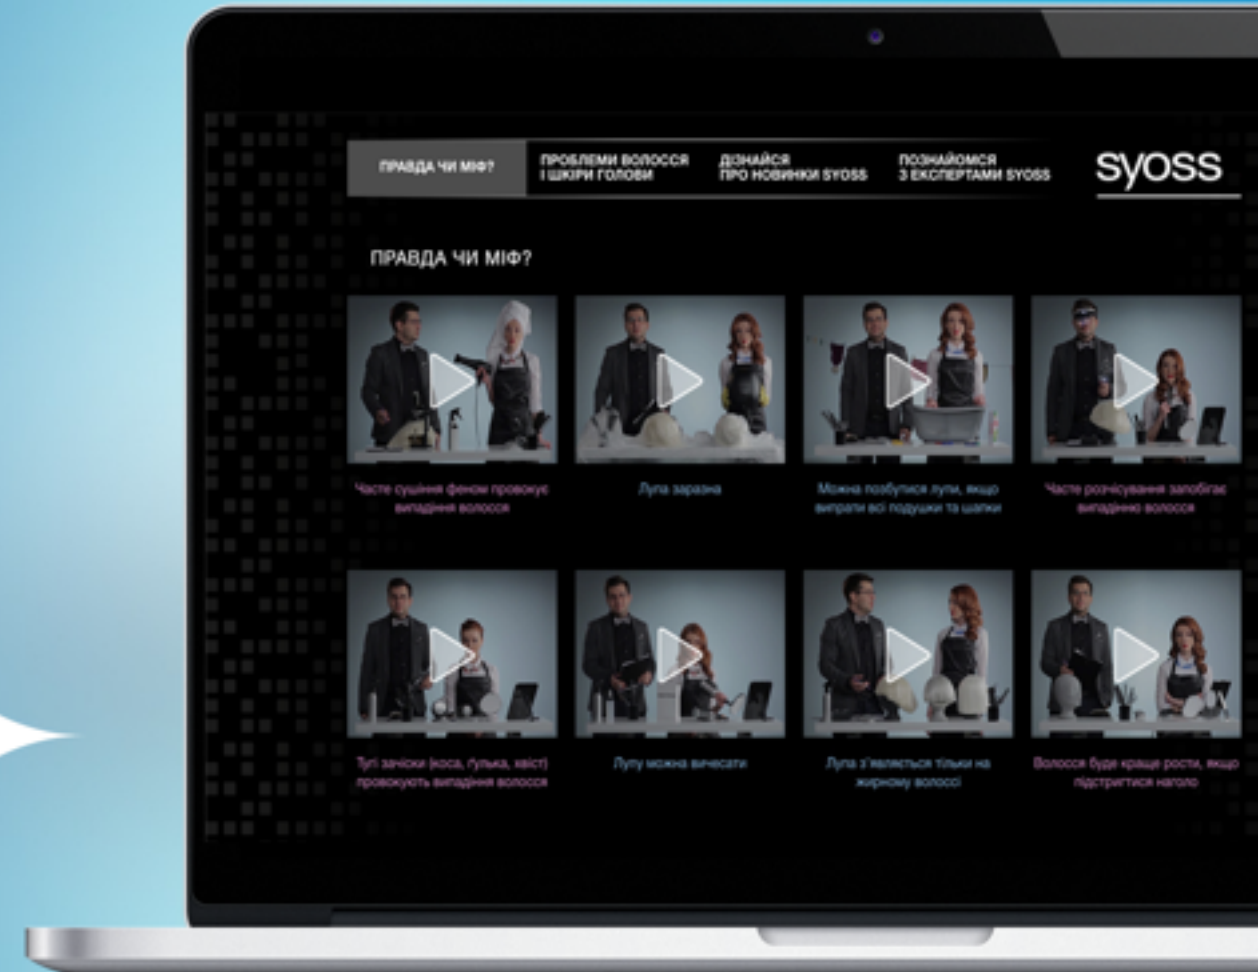 ПРАВДА ЧИ МІФ?
ПРОБЛЕМИ ВОЛОССЯ
І ШКІРИ ГОЛОВИ
ДІЗНАЙСЯ
ПРО НОВИНКИ SYOSS
ПОЗНАЙОМСЯ
З ЕКСПЕРТАМИ SYOSS
syoss
ПРАВДА ЧИ МІФ?
Часте сушіння феном провокує
випадіння волосся
Лупа заразна
Можна позбутися лупи, якщо
випрати всі подушки та шапки
Часте розчісування запобігає
випадінню волосся
Тугі зачіски (коса, ґулька, хвіст)
провокують випадіння волосся
Лупу можна вичесати
Лупа з'являється тільки на
жирному волоссі
Волосся буде краще рости, якщо
підстригтися наголо